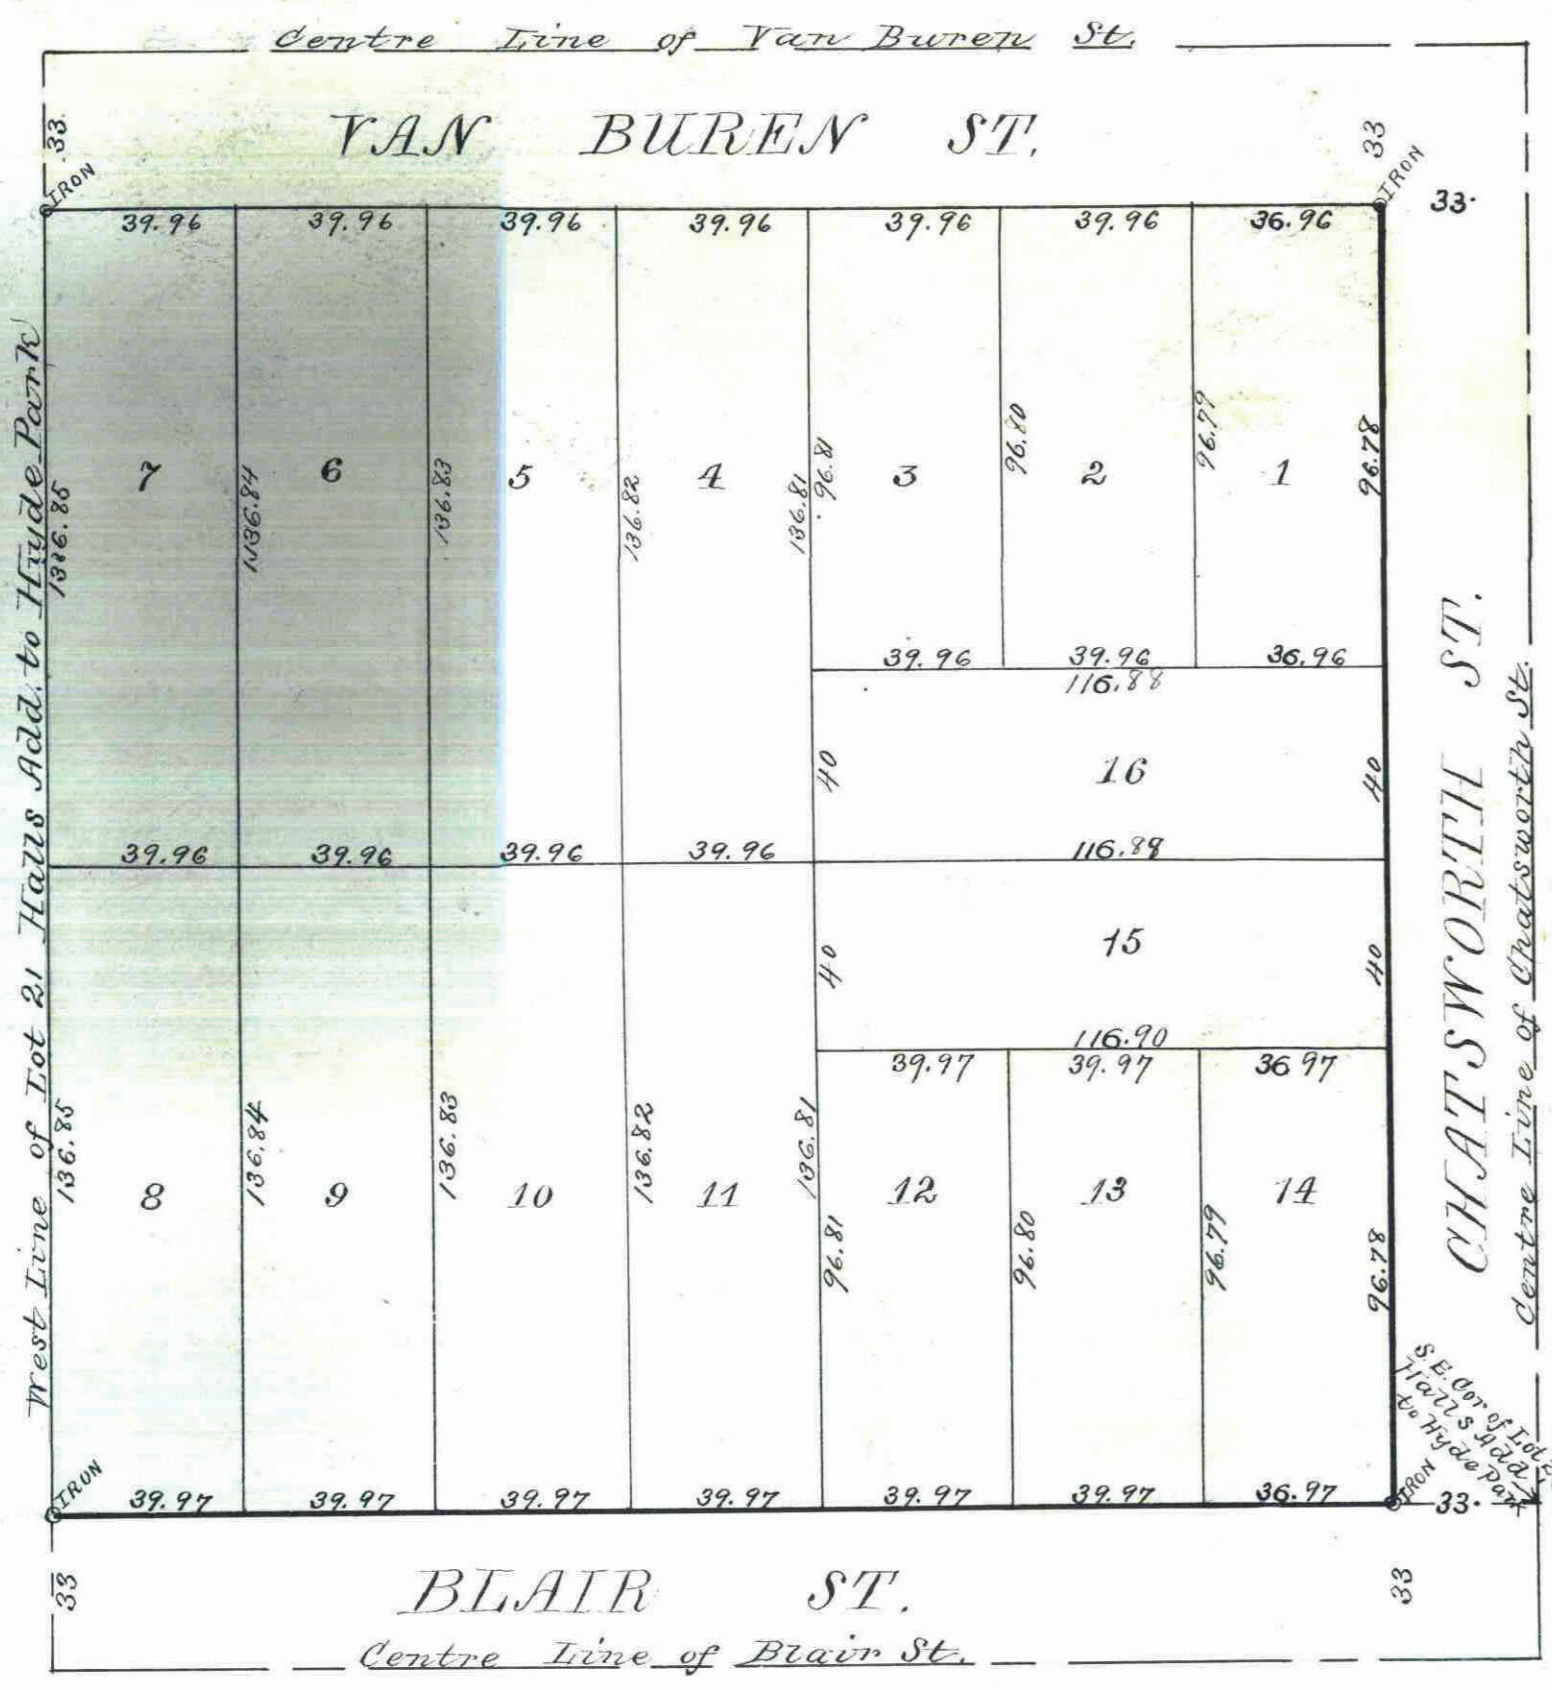 Centre Line of Van Buren St.
33.
VAN BUREN ST.
33
IRON
IRON
33.
39.96 39.96 39.96 39.96 39.96 39.96 36.96
West Line of Lot 21 Halls Add. to Hyde Park
136.85
7
136.84
6
136.83
5
136.82
4
136.81
96.81
3
96.80
2
96.79
1
96.78
39.96 39.96 36.96
116.88
40
16
40
39.96 39.96 39.96 39.96
116.89
40
15
40
116.90
39.97 39.97 36.97
136.85
8
136.84
9
136.83
10
136.82
11
136.81
96.81
12
96.80
13
96.79
14
96.78
CHATSWORTH ST.
Centre Line of Chatsworth St.
S. E. Cor of Lot
Halls Add.
to Hyde Park
IRON
IRON
33.
39.97 39.97 39.97 39.97 39.97 39.97 36.97
33
BLAIR ST.
33
Centre Line of Blair St.